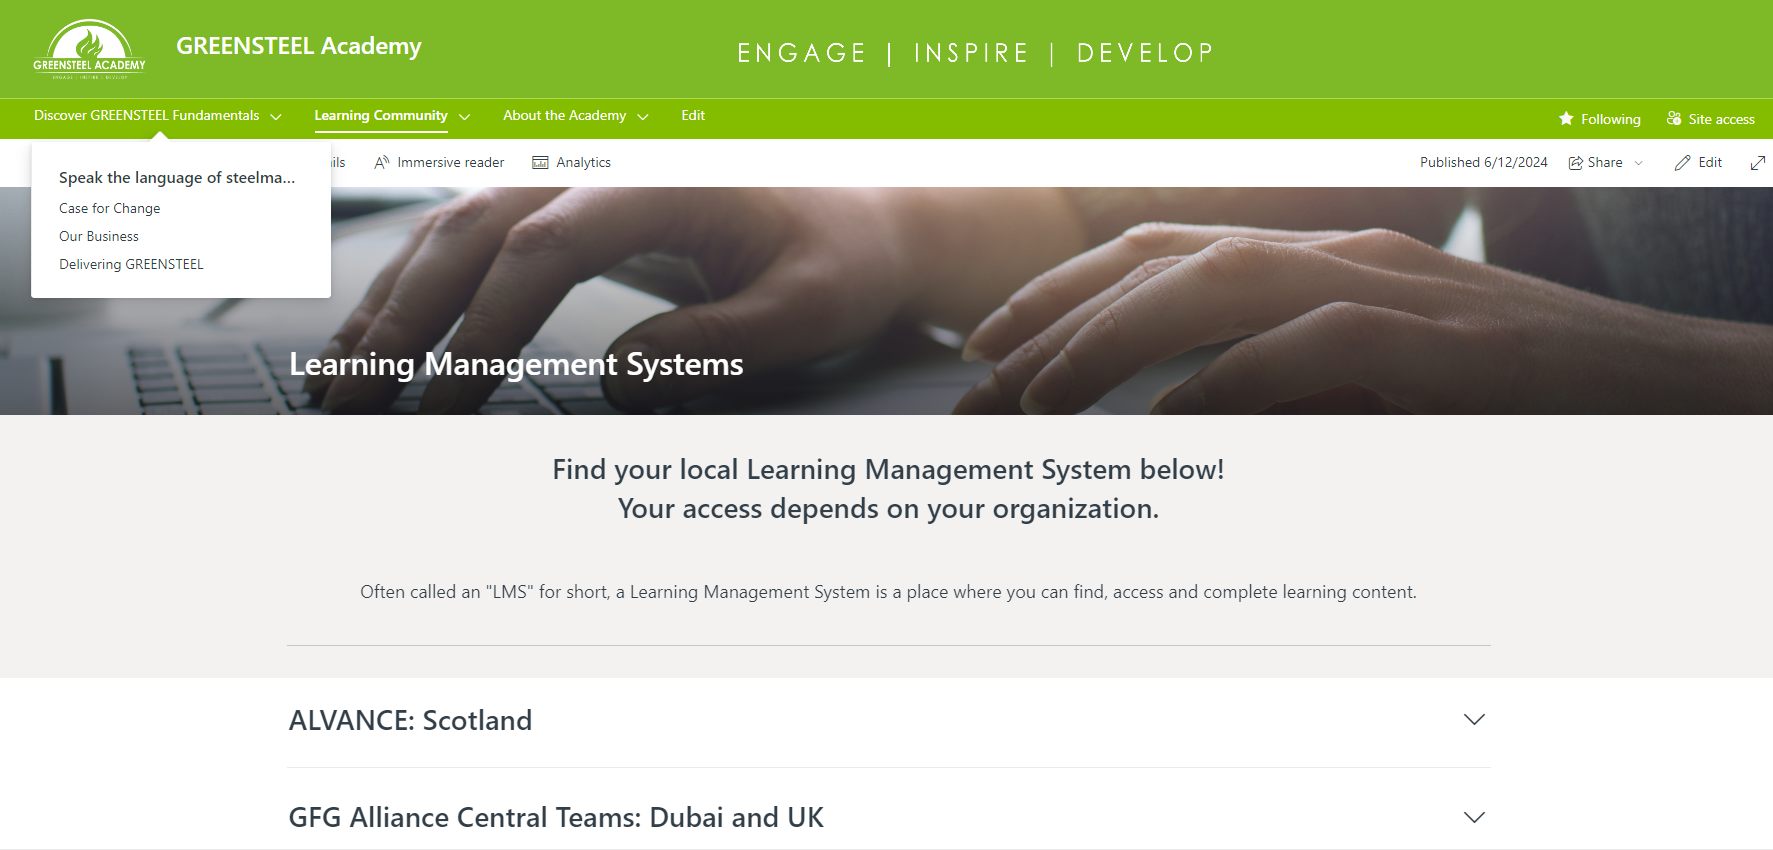 GREENSTEEL ACADEMY
ENGAGE | INSPIRE | DEVELOP
GREENSTEEL Academy
ENGAGE | INSPIRE | DEVELOP
Discover GREENSTEEL Fundamentals
Learning Community
About the Academy
Edit
Following
Site access
ils
Immersive reader
Analytics
Published 6/12/2024
Share
Edit
Speak the language of steelma...
Case for Change
Our Business
Delivering GREENSTEEL
Learning Management Systems
Find your local Learning Management System below!
Your access depends on your organization.
Often called an "LMS" for short, a Learning Management System is a place where you can find, access and complete learning content.
ALVANCE: Scotland
GFG Alliance Central Teams: Dubai and UK